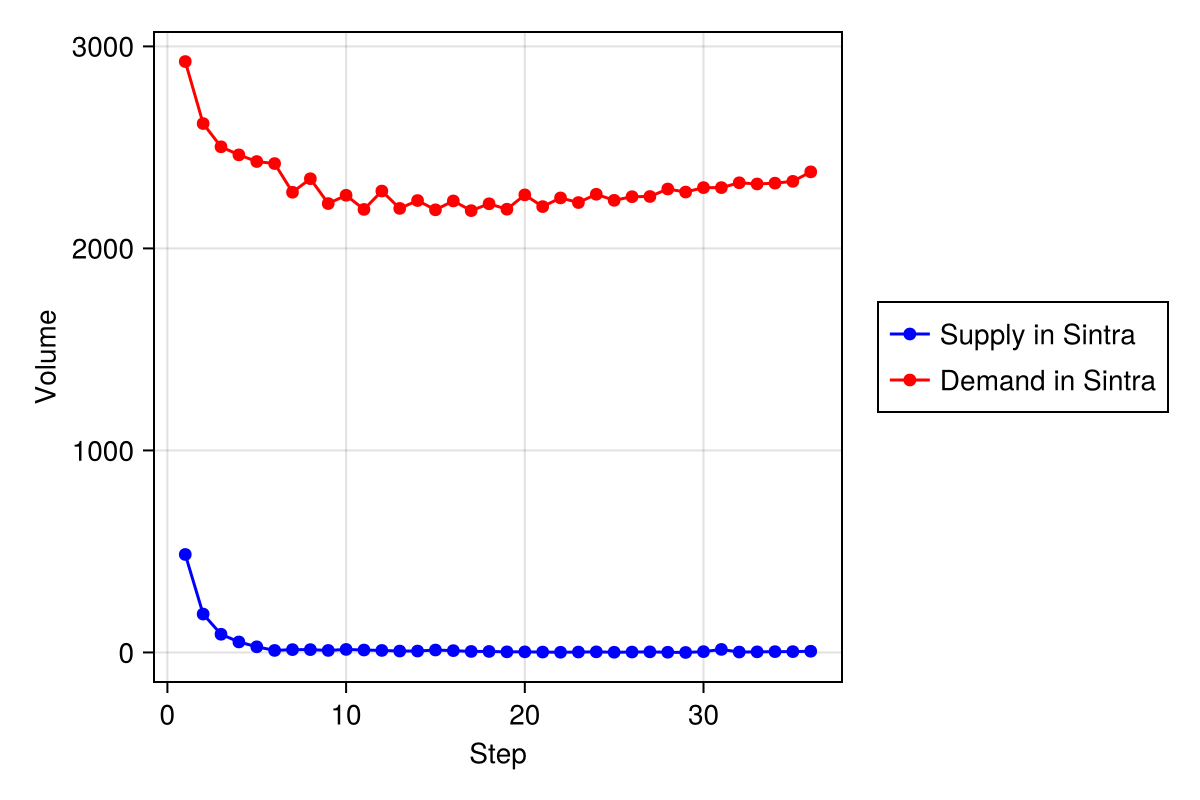 3000
2000
1000
0
Volume
0 10 20 30
Step
Supply in Sintra
Demand in Sintra